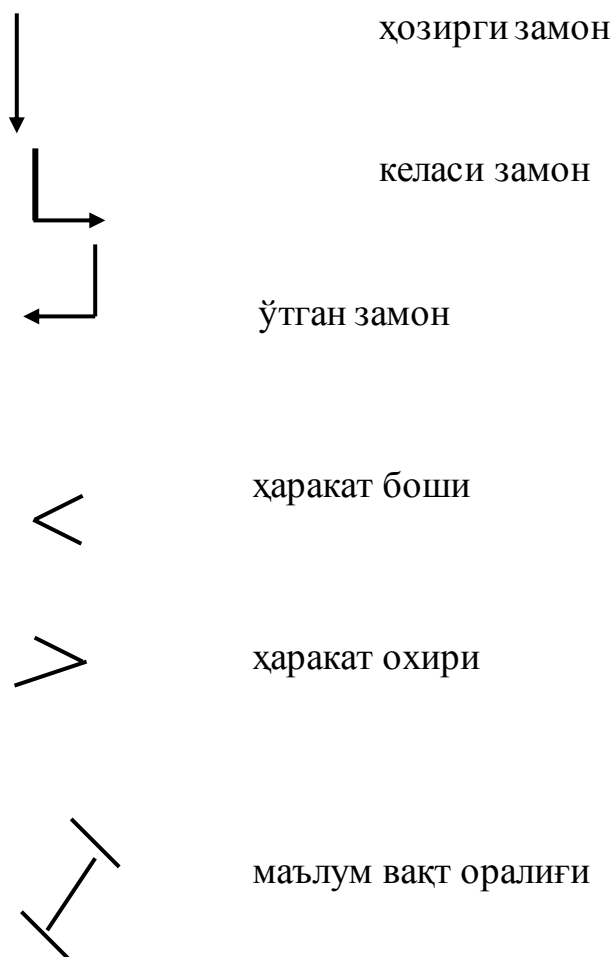 ҳозирги замон
келаси замон
ўтган замон
ҳаракат боши
ҳаракат охири
маълум вақт оралиғи